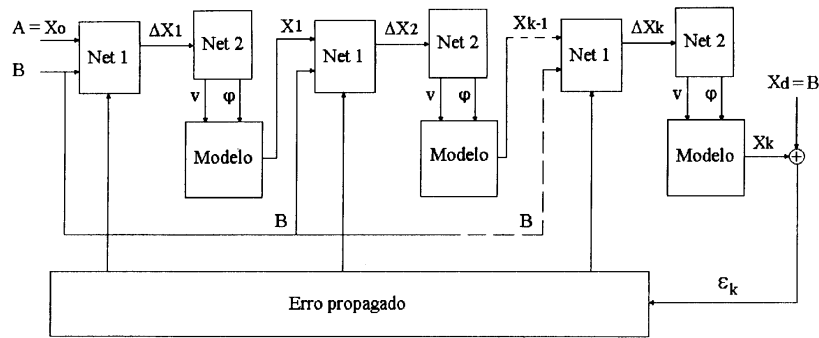 A = Xo
B
Net 1
ΔX1
Net 2
v
φ
Modelo
X1
Net 1
ΔX2
Net 2
v
φ
Modelo
Xk-1
Net 1
ΔXk
Net 2
v
φ
Modelo
Xd = B
Xk
+
B
B
Erro propagado
εk